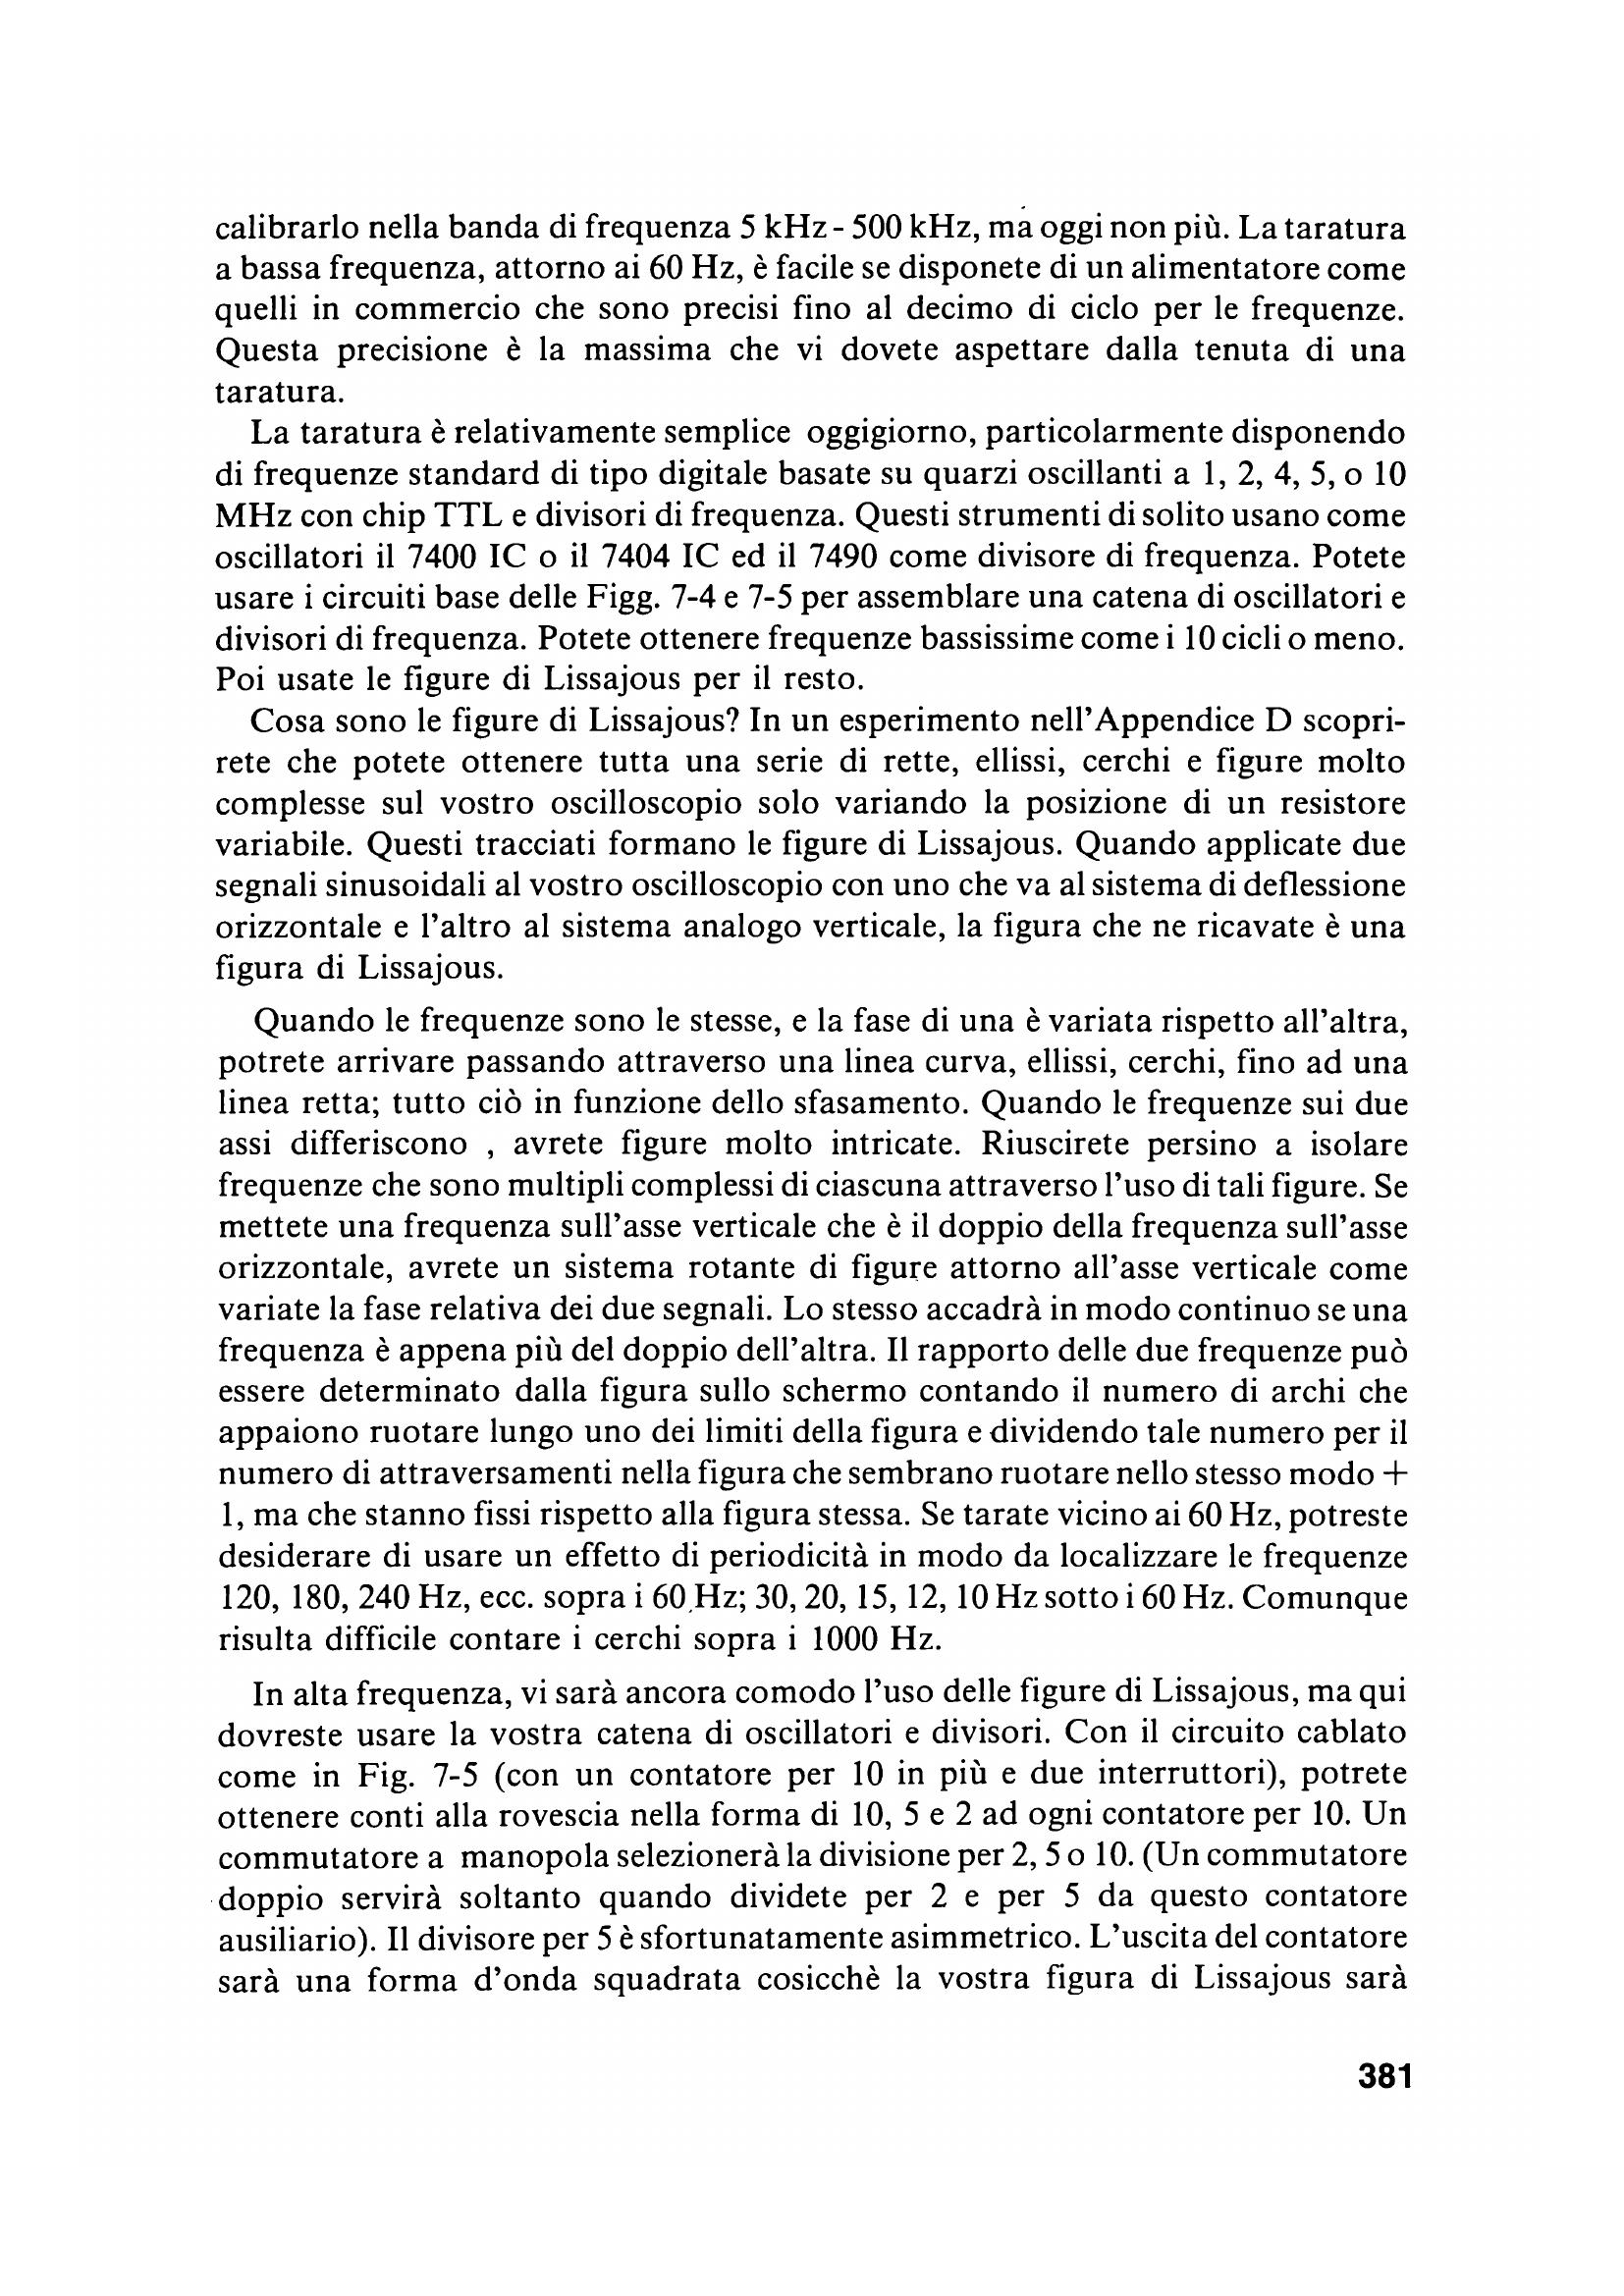 calibrarlo nella banda di frequenza 5 kHz - 500 kHz, ma oggi non più. La taratura
a bassa frequenza, attorno ai 60 Hz, è facile se disponete di un alimentatore come
quelli in commercio che sono precisi fino al decimo di ciclo per le frequenze.
Questa precisione è la massima che vi dovete aspettare dalla tenuta di una
taratura.
La taratura è relativamente semplice oggigiorno, particolarmente disponendo
di frequenze standard di tipo digitale basate su quarzi oscillanti a 1, 2, 4, 5, o 10
MHz con chip TTL e divisori di frequenza. Questi strumenti di solito usano come
oscillatori il 7400 IC o il 7404 IC ed il 7490 come divisore di frequenza. Potete
usare i circuiti base delle Figg. 7-4 e 7-5 per assemblare una catena di oscillatori e
divisori di frequenza. Potete ottenere frequenze bassissime come i 10 cicli o meno.
Poi usate le figure di Lissajous per il resto.
Cosa sono le figure di Lissajous? In un esperimento nell'Appendice D scopri-
rete che potete ottenere tutta una serie di rette, ellissi, cerchi e figure molto
complesse sul vostro oscilloscopio solo variando la posizione di un resistore
variabile. Questi tracciati formano le figure di Lissajous. Quando applicate due
segnali sinusoidali al vostro oscilloscopio con uno che va al sistema di deflessione
orizzontale e l'altro al sistema analogo verticale, la figura che ne ricavate è una
figura di Lissajous.
Quando le frequenze sono le stesse, e la fase di una è variata rispetto all'altra,
potrete arrivare passando attraverso una linea curva, ellissi, cerchi, fino ad una
linea retta; tutto ciò in funzione dello sfasamento. Quando le frequenze sui due
assi differiscono , avrete figure molto intricate. Riuscirete persino a isolare
frequenze che sono multipli complessi di ciascuna attraverso l'uso di tali figure. Se
mettete una frequenza sull'asse verticale che è il doppio della frequenza sull'asse
orizzontale, avrete un sistema rotante di figure attorno all'asse verticale come
variate la fase relativa dei due segnali. Lo stesso accadrà in modo continuo se una
frequenza è appena più del doppio dell'altra. Il rapporto delle due frequenze può
essere determinato dalla figura sullo schermo contando il numero di archi che
appaiono ruotare lungo uno dei limiti della figura e dividendo tale numero per il
numero di attraversamenti nella figura che sembrano ruotare nello stesso modo +
1, ma che stanno fissi rispetto alla figura stessa. Se tarate vicino ai 60 Hz, potreste
desiderare di usare un effetto di periodicità in modo da localizzare le frequenze
120, 180, 240 Hz, ecc. sopra i 60 Hz; 30, 20, 15, 12, 10 Hz sotto i 60 Hz. Comunque
risulta difficile contare i cerchi sopra i 1000 Hz.
In alta frequenza, vi sarà ancora comodo l'uso delle figure di Lissajous, ma qui
dovreste usare la vostra catena di oscillatori e divisori. Con il circuito cablato
come in Fig. 7-5 (con un contatore per 10 in più e due interruttori), potrete
ottenere conti alla rovescia nella forma di 10, 5 e 2 ad ogni contatore per 10. Un
commutatore a manopola selezionerà la divisione per 2, 5 o 10. (Un commutatore
doppio servirà soltanto quando dividete per 2 e per 5 da questo contatore
ausiliario). Il divisore per 5 è sfortunatamente asimmetrico. L'uscita del contatore
sarà una forma d'onda squadrata cosicchè la vostra figura di Lissajous sarà
381